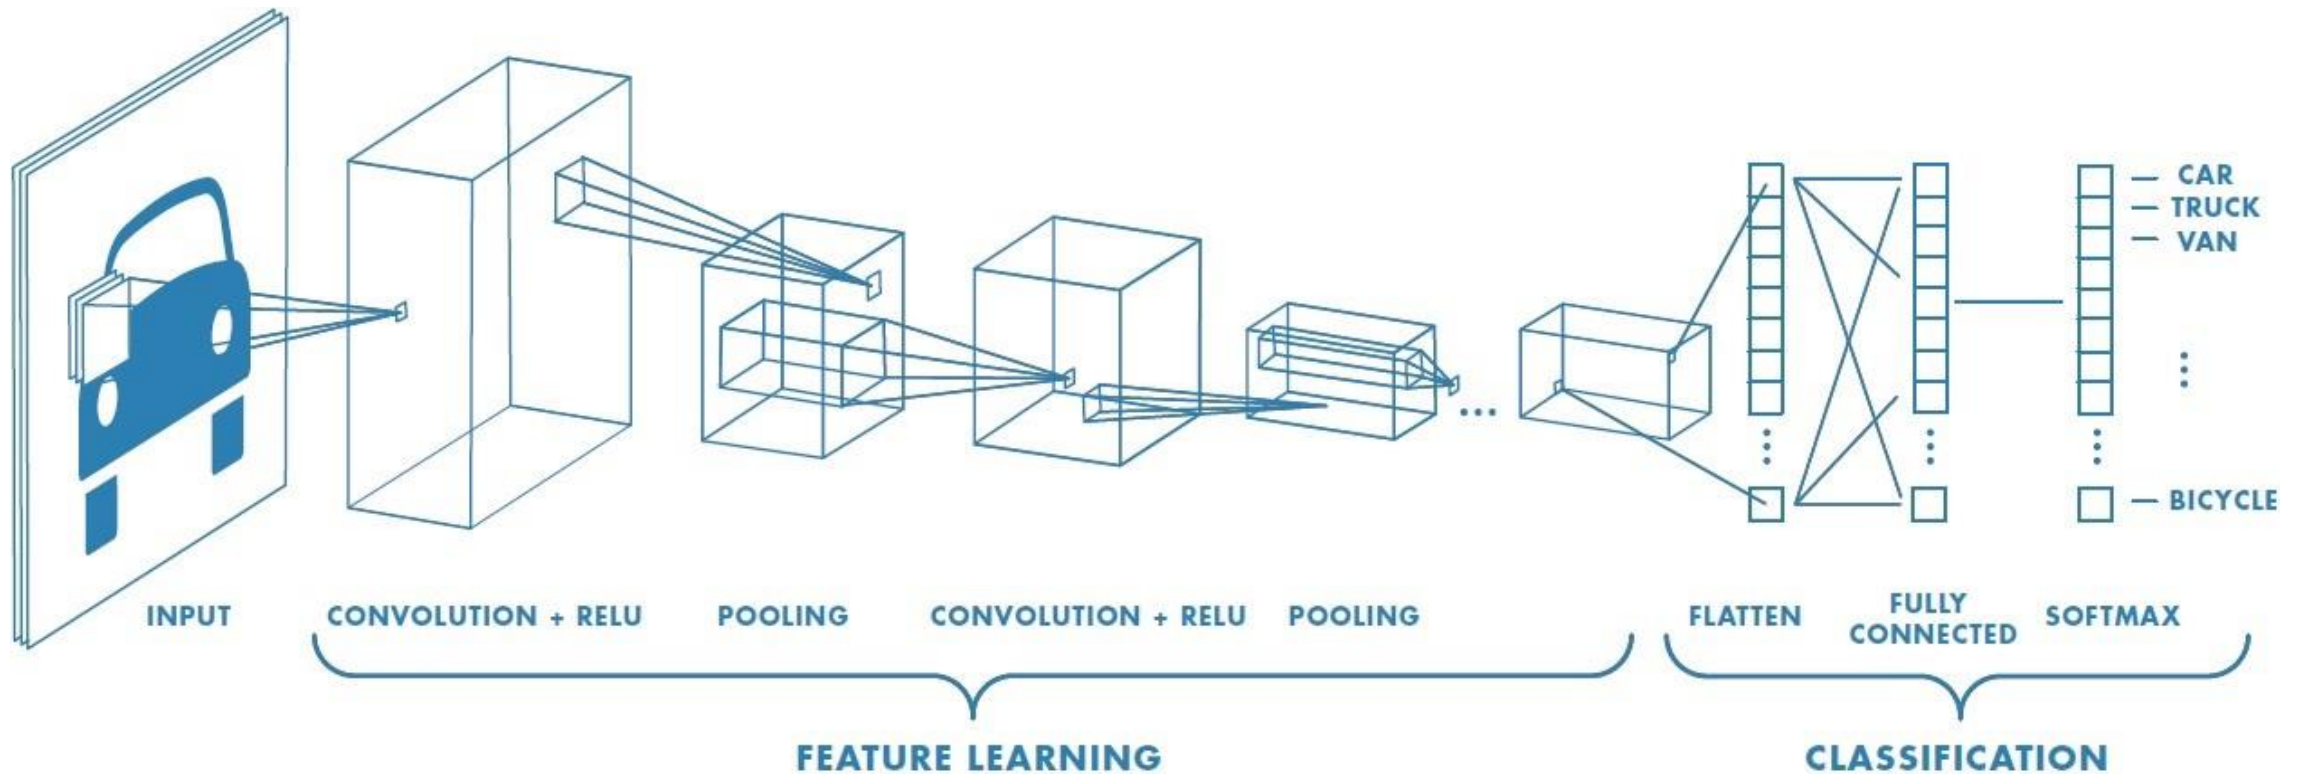 CAR
TRUCK
VAN
BICYCLE
INPUT
CONVOLUTION + RELU
POOLING
CONVOLUTION + RELU
POOLING
FLATTEN
FULLY
CONNECTED
SOFTMAX
FEATURE LEARNING
CLASSIFICATION